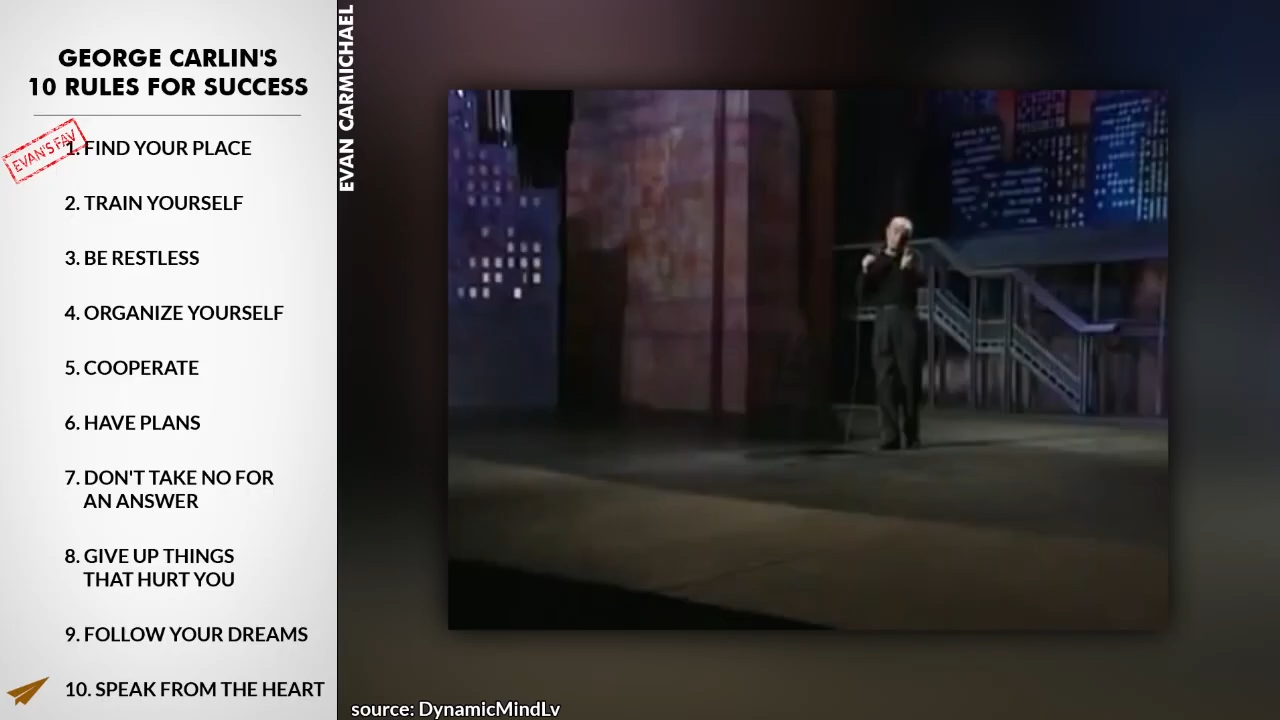 GEORGE CARLIN'S
10 RULES FOR SUCCESS
EVAN'S FAV
1. FIND YOUR PLACE
2. TRAIN YOURSELF
3. BE RESTLESS
4. ORGANIZE YOURSELF
5. COOPERATE
6. HAVE PLANS
7. DON'T TAKE NO FOR
AN ANSWER
8. GIVE UP THINGS
THAT HURT YOU
9. FOLLOW YOUR DREAMS
10. SPEAK FROM THE HEART
EVAN CARMICHAEL
source: DynamicMindLv